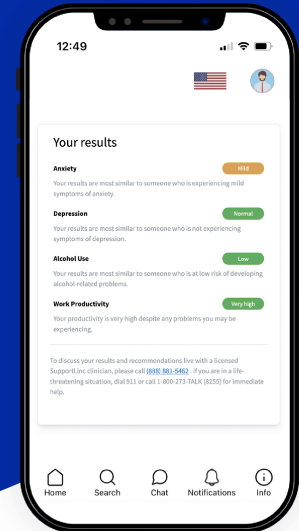 12:49
Your results
Anxiety
Mild
Your results are most similar to someone who is experiencing mild
symptoms of anxiety.
Depression
Normal
Your results are most similar to someone who is not experiencing
symptoms of depression.
Alcohol Use
Low
Your results are most similar to someone who is at low risk of developing
alcohol-related problems.
Work Productivity
Very high
Your productivity is very high despite any problems you may be
experiencing.
To discuss your results and recommendations live with a licensed
SupportLinc clinician, please call (888) 881-5462 . If you are in a life-
threatening situation, dial 911 or call 1-800-273-TALK (8255) for immediate
help.
Home
Search
Chat
Notifications
Info